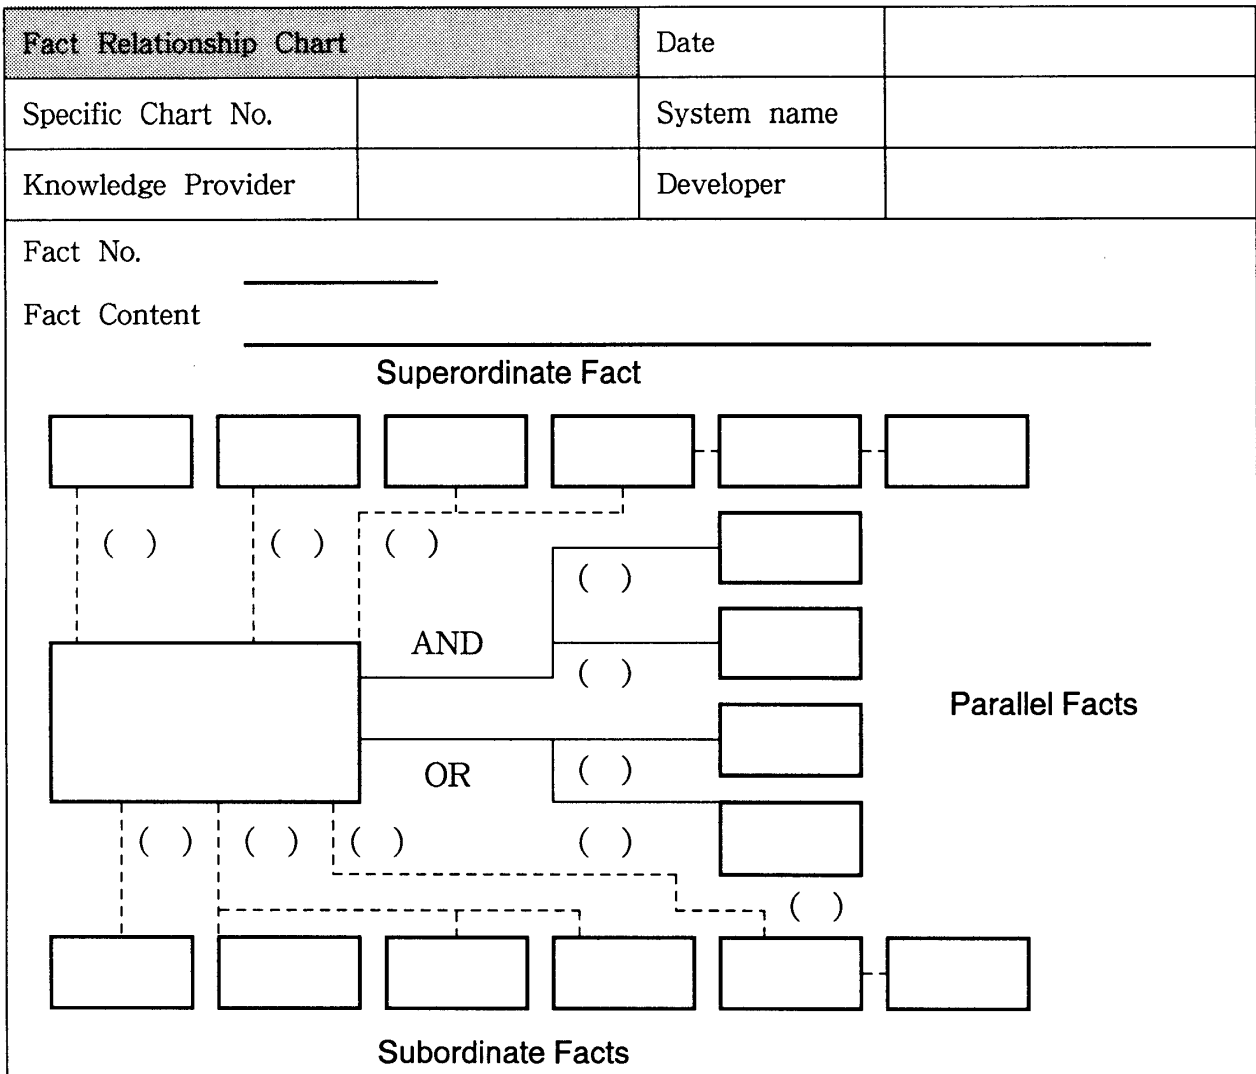 Fact Relationship Chart Date
Specific Chart No. System name
Knowledge Provider Developer
Fact No.
Fact Content
Superordinate Fact
( ) ( ) ( )
( )
AND
( )
Parallel Facts
OR ( )
( ) ( ) ( ) ( )
( )
Subordinate Facts